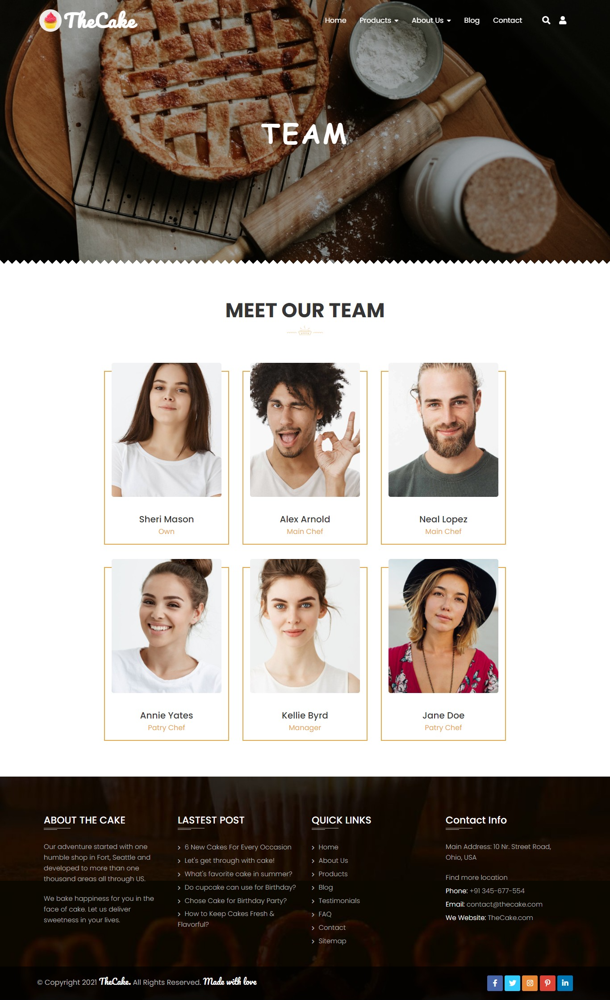 TheCake
Home Products About Us Blog Contact
TEAM
MEET OUR TEAM
Sheri Mason
Own
Alex Arnold
Main Chef
Neal Lopez
Main Chef
Annie Yates
Patry Chef
Kellie Byrd
Manager
Jane Doe
Patry Chef
ABOUT THE CAKE
Our adventure started with one
humble shop in Fort, Seattle and
developed to more than one
thousand areas all through US.
We bake happiness for you in the
face of cake. Let us deliver
sweetness in your lives.
LASTEST POST
6 New Cakes For Every Occasion
Let's get through with cake!
What's favorite cake in summer?
Do cupcake can use for Birthday?
Chose Cake for Birthday Party?
How to Keep Cakes Fresh &
Flavorful?
QUICK LINKS
Home
About Us
Products
Blog
Testimonials
FAQ
Contact
Sitemap
Contact Info
Main Address: 10 Nr. Street Road,
Ohio, USA
Find more location
Phone: +91 345-677-554
Email: contact@thecake.com
We Website: TheCake.com
© Copyright 2021 TheCake. All Rights Reserved. Made with love